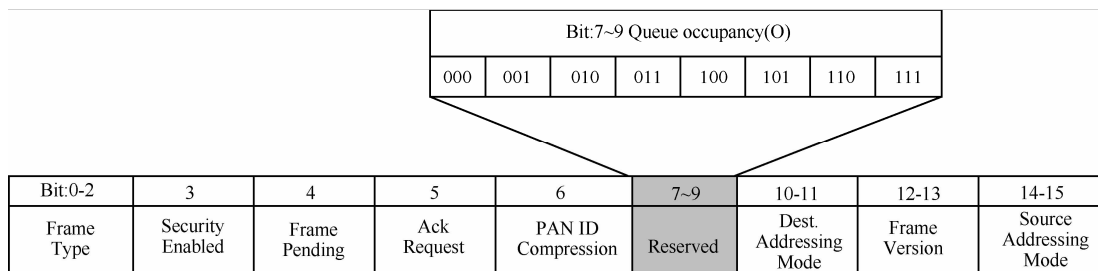 Bit:7~9 Queue occupancy(O)
000 001 010 011 100 101 110 111
Bit:0-2 3 4 5 6 7~9 10-11 12-13 14-15
Frame Type
Security Enabled
Frame Pending
Ack Request
PAN ID Compression
Reserved
Dest. Addressing Mode
Frame Version
Source Addressing Mode